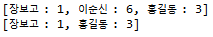 [장보고 : 1, 이순신 : 6, 홍길동 : 3]
[장보고 : 1, 홍길동 : 3]